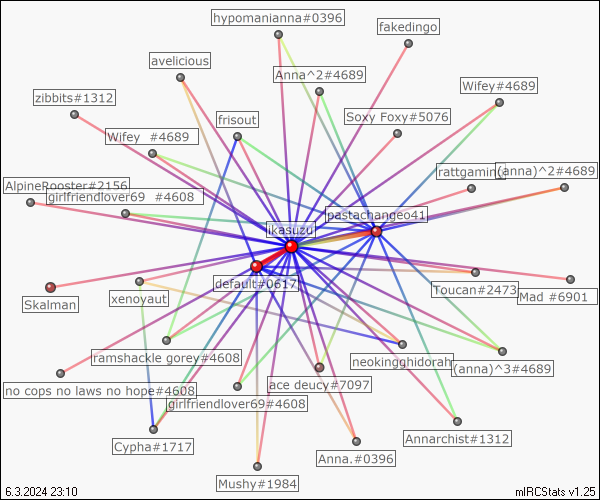 hypomanianna#0396
fakedingo
avelicious
Anna^2#4689
Wifey#4689
zibbits#1312
frisout
Soxy Foxy#5076
Wifey #4689
rattgamin
(anna)^2#4689
AlpineRooster#2156
girlfriendlover69 #4608
pastachangeo41
ikasuzu
default#0617
Toucan#2473
Mad #6901
Skalman
xenoyaut
ramshackle gorey#4608
neokingghidorah
(anna)^3#4689
no cops no laws no hope#4608
ace deucy#7097
girlfriendlover69#4608
Cypha#1717
Anna.#0396
Annarchist#1312
Mushy#1984
6.3.2024 23:10
mIRCStats v1.25